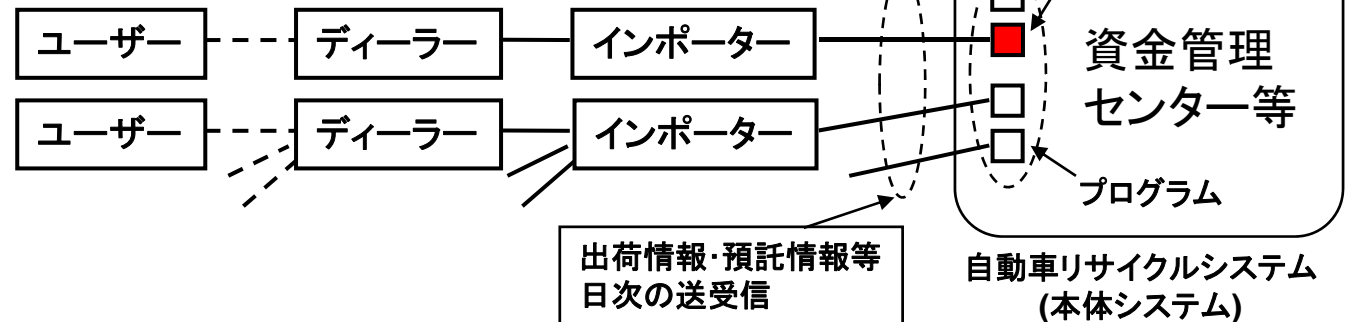 ユーザー ディーラー インポーター
資金管理
センター等
ユーザー ディーラー インポーター
プログラム
出荷情報・預託情報等
日次の送受信
自動車リサイクルシステム
(本体システム)